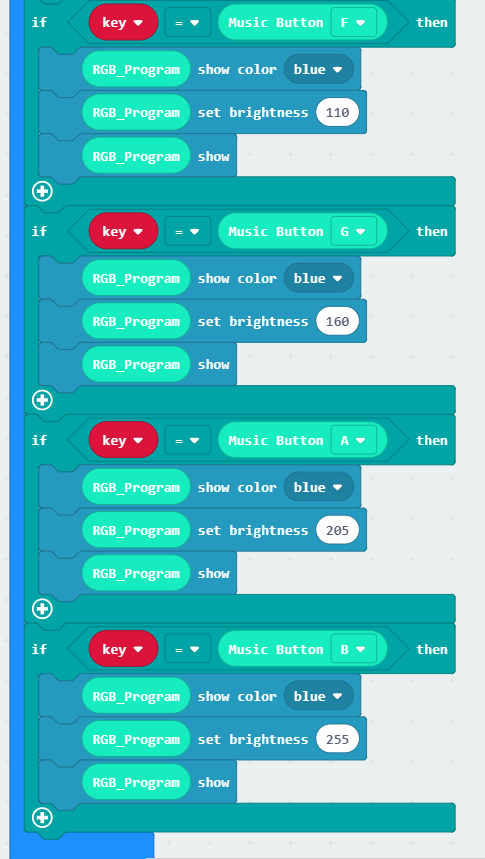 if key = Music Button F then
RGB_Program show color blue
RGB_Program set brightness 110
RGB_Program show
if key = Music Button G then
RGB_Program show color blue
RGB_Program set brightness 160
RGB_Program show
if key = Music Button A then
RGB_Program show color blue
RGB_Program set brightness 205
RGB_Program show
if key = Music Button B then
RGB_Program show color blue
RGB_Program set brightness 255
RGB_Program show